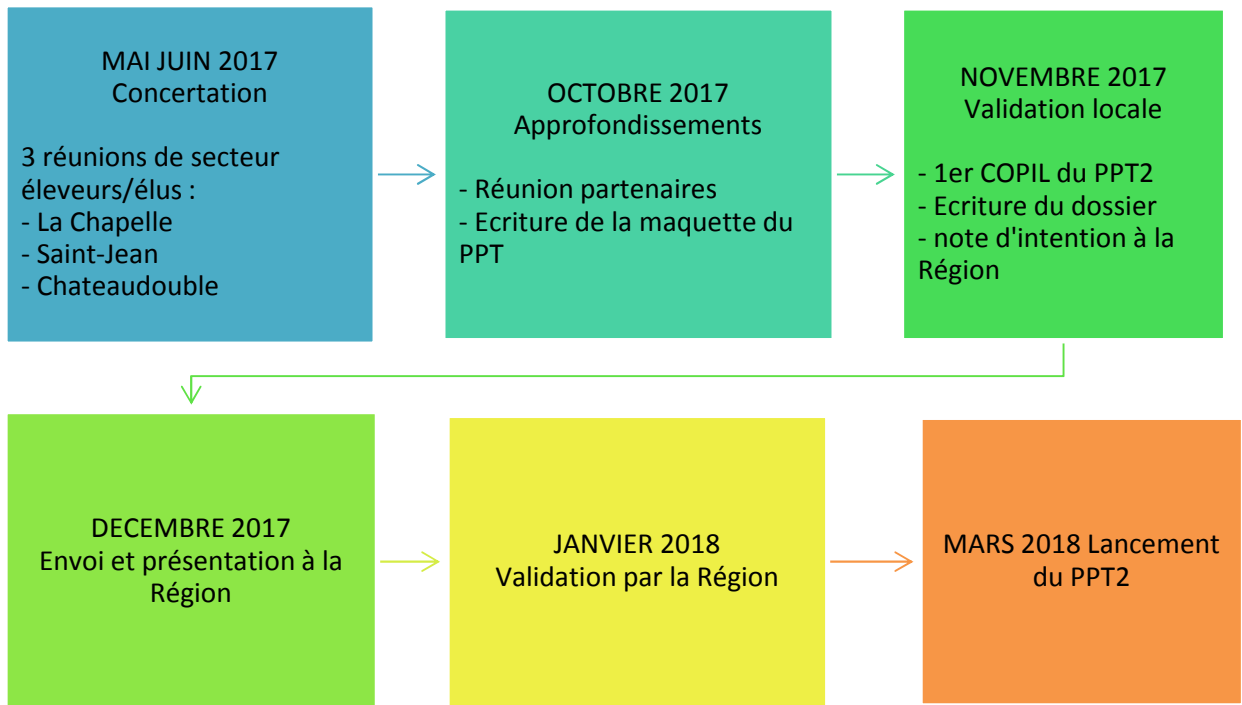 MAI JUIN 2017
Concertation
3 réunions de secteur
éleveurs/élus :
- La Chapelle
- Saint-Jean
- Chateaudouble
OCTOBRE 2017
Approfondissements
- Réunion partenaires
- Ecriture de la maquette du
PPT
NOVEMBRE 2017
Validation locale
- 1er COPIL du PPT2
- Ecriture du dossier
- note d'intention à la
Région
DECEMBRE 2017
Envoi et présentation à la
Région
JANVIER 2018
Validation par la Région
MARS 2018 Lancement
du PPT2